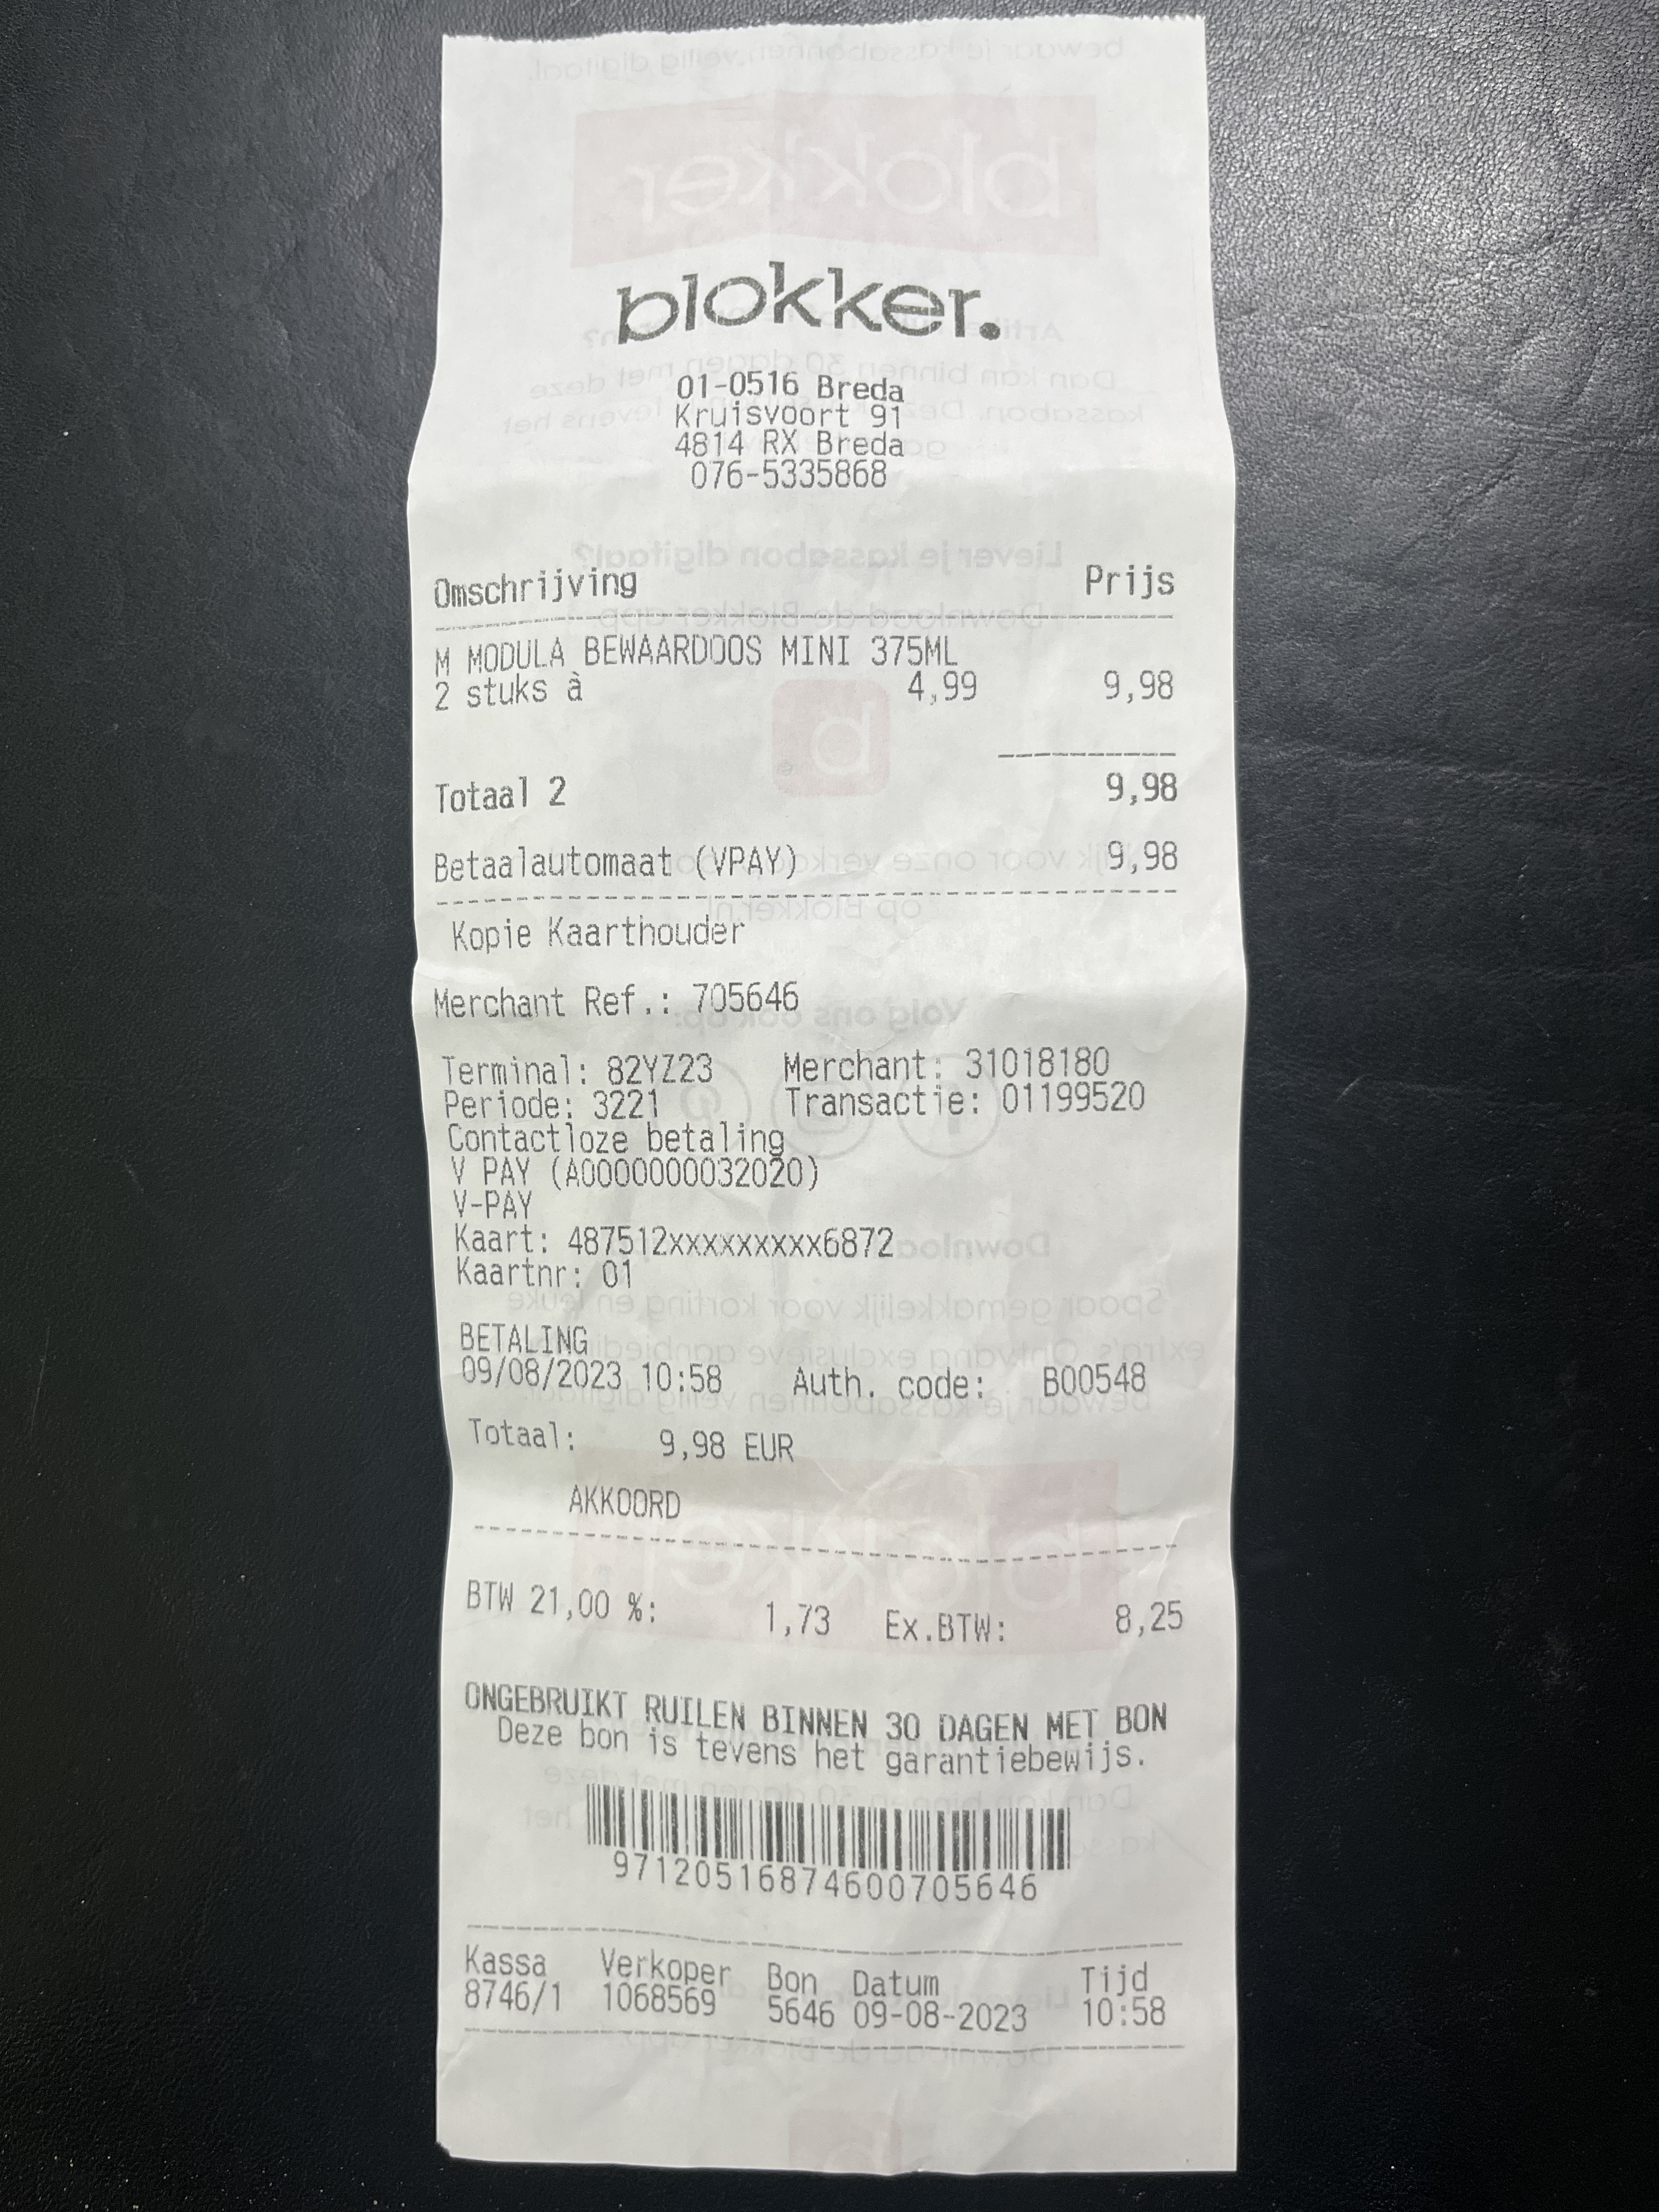 blokker.
01-0516 Breda
Kruisvoort 91
4814 RX Breda
076-5335868
Omschrijving Prijs
M MODULA BEWAARDOOS MINI 375ML
2 stuks à 4,99 9,98
Totaal 2 9,98
Betaalautomaat (VPAY) 9,98
Kopie Kaarthouder
Merchant Ref.: 705646
Terminal: 82YZ23 Merchant: 31018180
Periode: 3221 Transactie: 01199520
Contactloze betaling
V PAY (A0000000032020)
V-PAY
Kaart: 487512xxxxxxxxx6872
Kaartnr: 01
BETALING
09/08/2023 10:58 Auth. code: B00548
Totaal: 9,98 EUR
AKKOORD
BTW 21,00 %: 1,73 Ex.BTW: 8,25
ONGEBRUIKT RUILEN BINNEN 30 DAGEN MET BON
Deze bon is tevens het garantiebewijs.
97120516874600705646
Kassa Verkoper Bon Datum Tijd
8746/1 1068569 5646 09-08-2023 10:58